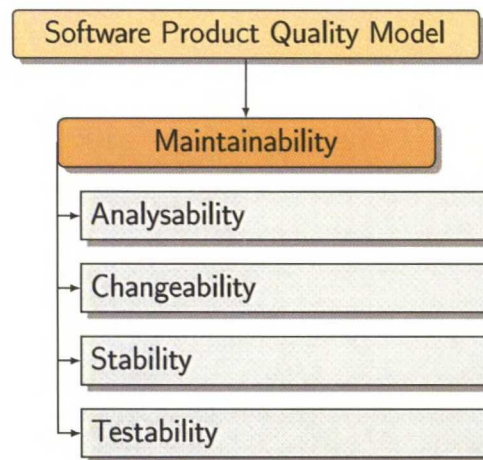 Software Product Quality Model
Maintainability
Analysability
Changeability
Stability
Testability